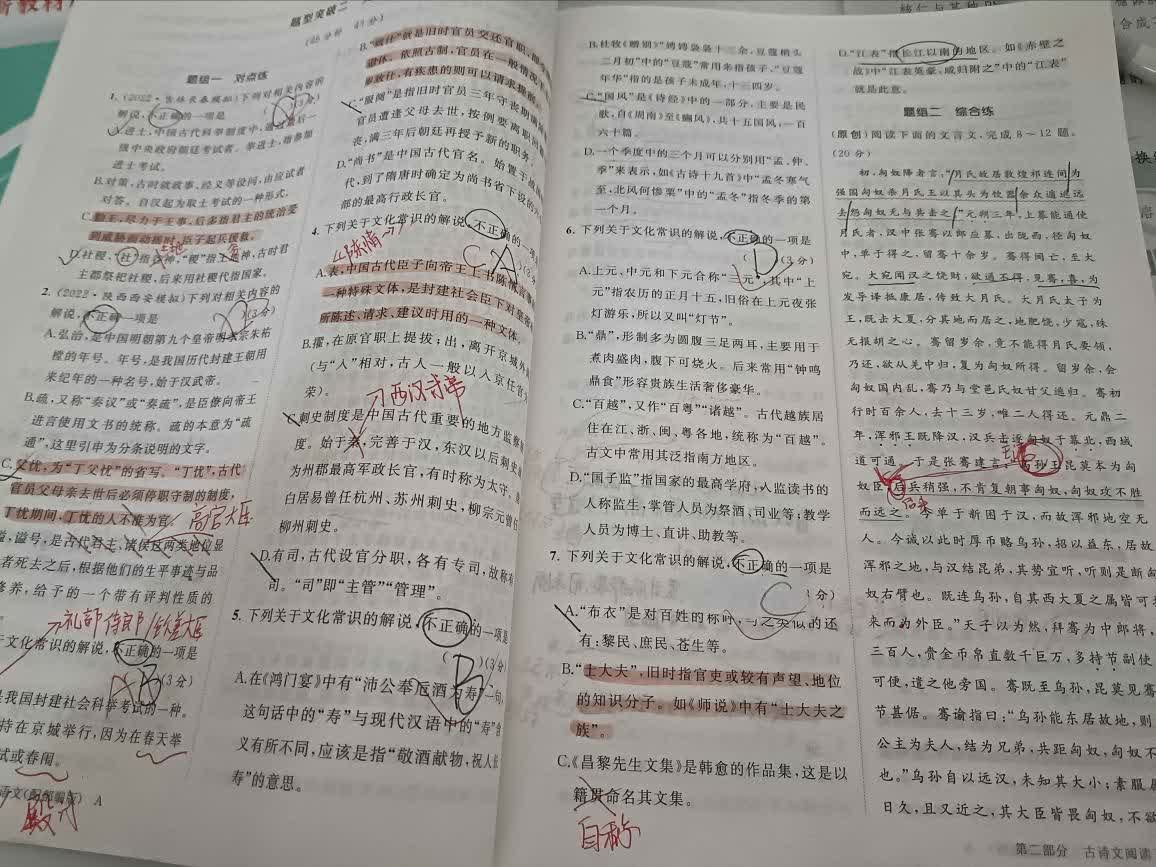 题型突破二
(45分钟 41分)
题组一 对点练
1.(2022·吉林长春模拟)下列对相关内容的
解说,不正确的一项是 (3分)
A.进士,中国古代科举制度中,通过最后一
级中央政府朝廷考试者。举进士,指参加
进士考试。
B.对策,古时就政事、经义等设问,由应试者
对答。自汉起为取士考试的一种形式。
C.勤王,尽力于王事,后多指君主的统治受
到威胁而动摇时,臣子起兵援救。
D.社稷,“社”指 神,“稷”指 神,古时君
土地
主都祭祀社稷,后来用社稷代指国家。
2.(2022·陕西西安模拟)下列对相关内容的
解说,不正确一项是 (3分)
A.弘治,是中国明朝第九个皇帝明孝宗朱祐
樘的年号。年号,是我国历代封建王朝用
来纪年的一种名号,始于汉武帝。
B.疏,又称“奏议”或“奏疏”,是臣僚向帝王
进言使用文书的统称。疏的本意为“疏
通”,这里引申为分条说明的文字。
C.父忧,为“丁父忧”的省写。“丁忧”,古代
官员父母亲去世后必须停职守制的制度,
丁忧期间,丁忧的人不准为官。
高官大臣
谥,谥号,是古代君主、诸侯这两类地位显
者死去之后,根据他们的生平事迹与品
修养,给予的一个带有评判性质的
礼部侍郎
文化常识的解说,不正确的一项是
AB (3分)
是我国封建社会科举考试的一种。
持在京城举行,因为在春天举
试或春闱。
语文(配部编版) A
殿才
B.“致仕”就是旧时官员交还官职,即
退休。依照古制,官员在一般情况
事致仕,有疾患的则可以请求提前
C.“服阕”是指旧时官员三年守丧期满
官员遭逢父母去世,按例要离职回
丧,满三年后朝廷再授予新的职务。
D.“尚书”是中国古代官名。始置于战国
代,到了隋唐时确定为尚书省下设的六
部的最高行政长官。
4.下列关于文化常识的解说,不正确的一项
陈情
CA
A.表,中国古代臣子向帝王上书陈情言事
一种特殊文体,是封建社会臣下对皇帝
所陈述、请求、建议时用的一种文体。
B.擢,在原官职上提拔;出,离开京城外
(与“入”相对,古人一般以入京任官为
荣)。
西汉武帝
C.刺史制度是中国古代重要的地方监察
度。始于秦,完善于汉,东汉以后刺史
为州郡最高军政长官,有时称为太守。
白居易曾任杭州、苏州刺史,柳宗元曾任
柳州刺史。
D.有司,古代设官分职,各有专司,故称有
司。“司”即“主管”“管理”。
5.下列关于文化常识的解说,不正确的一项是
(B)(3分)
A.在《鸿门宴》中有“沛公奉卮酒为寿”一句,
这句话中的“寿”与现代汉语中的“寿”含
义有所不同,应该是指“敬酒献物,祝人长
寿”的意思。
B.杜牧《赠别》“娉娉袅袅十三余,豆蔻梢头
二月初”中的“豆蔻”常用来指孩子。“豆蔻
年华”指的是孩子未成年,十三四岁。
C.“国风”是《诗经》中的一部分,主要是民
歌,自《周南》至《豳风》,共十五国风,一百
六十篇。
D.一个季度中的三个月可以分别用“孟、仲、
季”来表示,如《古诗十九首》中“孟冬寒气
至,北风何惨栗”中的“孟冬”指冬季的第
一个月。
6.下列关于文化常识的解说,不正确的一项是
(D)(3分)
A.上元、中元和下元合称“三元”,其中“上
元”指农历的正月十五,旧俗在上元夜张
灯游乐,所以又叫“灯节”。
B.“鼎”,形制多为圆腹三足两耳,主要用于
煮肉盛肉,腹下可烧火。后来常用“钟鸣
鼎食”形容贵族生活奢侈豪华。
C.“百越”,又作“百粤”“诸越”。古代越族居
住在江、浙、闽、粤各地,统称为“百越”。
古文中常用其泛指南方地区。
D.“国子监”指国家的最高学府,入监读书的
人称监生,掌管人员为祭酒、司业等;教学
人员为博士、直讲、助教等。
7.下列关于文化常识的解说,不正确的一项是
C (3分)
A.“布衣”是对百姓的称呼,与之类似的还
有:黎民、庶民、苍生等。
B.“士大夫”,旧时指官吏或较有声望、地位
的知识分子。如《师说》中有“士大夫之
族”。
C.《昌黎先生文集》是韩愈的作品集,这是以
籍贯命名其文集。
自称
D.“江表”指长江以南的地区。如《赤壁之
战》中“江表英豪,咸归附之”中的“江表”
就是此意。
题组二 综合练
(原创)阅读下面的文言文,完成8~12题。
(20分)
初,匈奴降者言:“月氏故居敦煌祁连间为
强国匈奴杀月氏王以其头为饮器余众遁逃远
去怨匈奴无与共击之。”元朔三年,上募能通使
月氏者,汉中张骞以郎应募,出陇西,径匈奴
中,单于得之,留骞十余岁。骞得间亡,至大
宛。大宛闻汉之饶财,欲通不得,见骞,喜,为
发导译抵康居,传致大月氏。大月氏太子为
王,既击大夏,分其地而居之,地肥饶,少寇,殊
无报胡之心。骞留岁余,竟不能得月氏要领,
乃还,欲从羌中归,复为匈奴所得。留岁余,会
匈奴国内乱,骞乃与堂邑氏奴甘父逃归。骞初
行时百余人,去十三岁,唯二人得还。元鼎二
年,浑邪王既降汉,汉兵击逐匈奴于幕北,西域
道可通。于是张骞建言:“乌孙王昆莫本为匈
奴臣,后兵稍强,不肯复朝事匈奴,匈奴攻不胜
后来
而远之。今单于新困于汉,而故浑邪地空无
人。今诚以此时厚币赂乌孙,招以益东,居故
浑邪之地,与汉结昆弟,其势宜听,听则是断匈
奴右臂也。既连乌孙,自其西大夏之属皆可
来而为外臣。”天子以为然,拜骞为中郎将,
三百人,赍金币帛直数千巨万,多持节副使
可便,遣之他旁国。骞既至乌孙,昆莫见骞
节甚倨。骞谕指曰:“乌孙能东居故地,则
公主为夫人,结为兄弟,共距匈奴,匈奴不
也。”乌孙自以远汉,未知其大小;素服属
日久,且又近之,其大臣皆畏匈奴,不欲
第二部分 古诗文阅读